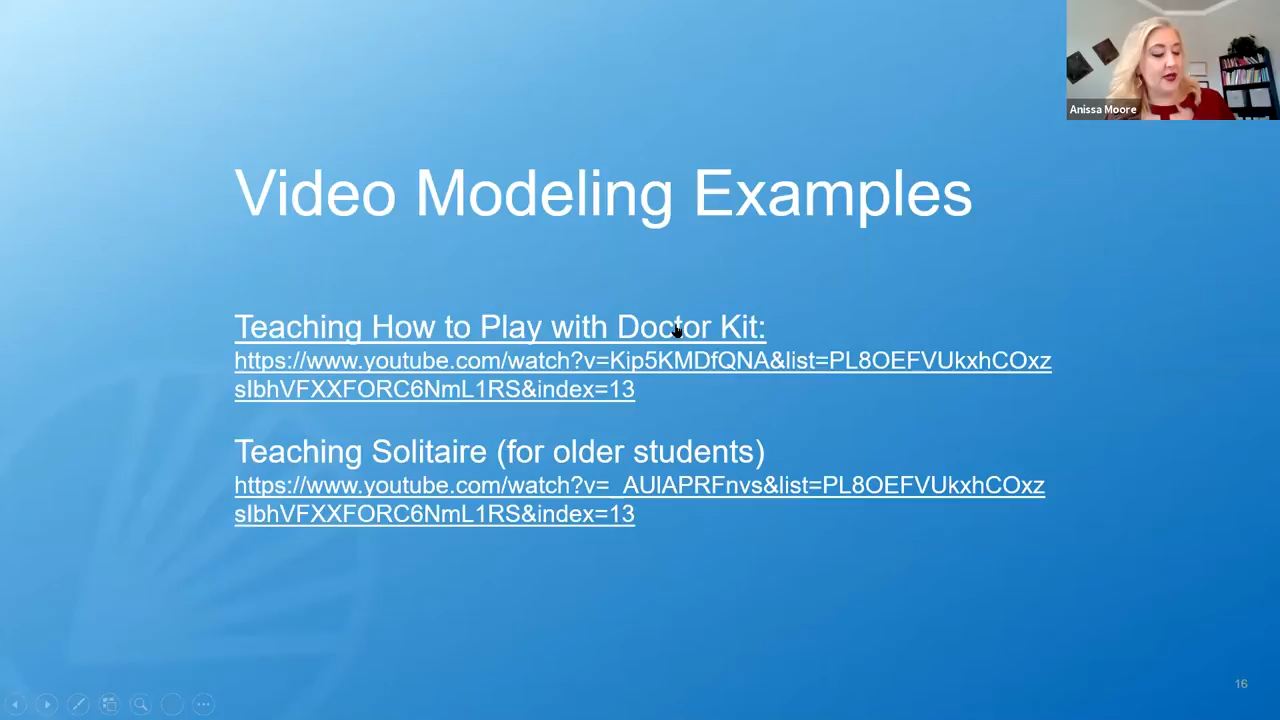 Anissa Moore
Video Modeling Examples
Teaching How to Play with Doctor Kit:
https://www.youtube.com/watch?v=Kip5KMDfQNA&list=PL8OEFVUkxhCOxz
sIbhVFXXFORC6NmL1RS&index=13
Teaching Solitaire (for older students)
https://www.youtube.com/watch?v=_AUlAPRFnvs&list=PL8OEFVUkxhCOxz
sIbhVFXXFORC6NmL1RS&index=13
16